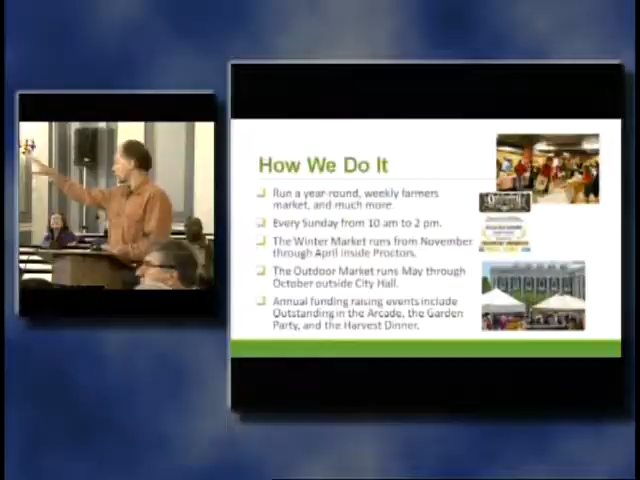 How We Do It
Run a year-round, weekly farmers
market, and much more.
Every Sunday from 10 am to 2 pm.
The Winter Market runs from November
through April inside Proctors.
The Outdoor Market runs May through
October outside City Hall.
Annual funding raising events include
Outstanding in the Arcade, the Garden
Party, and the Harvest Dinner.